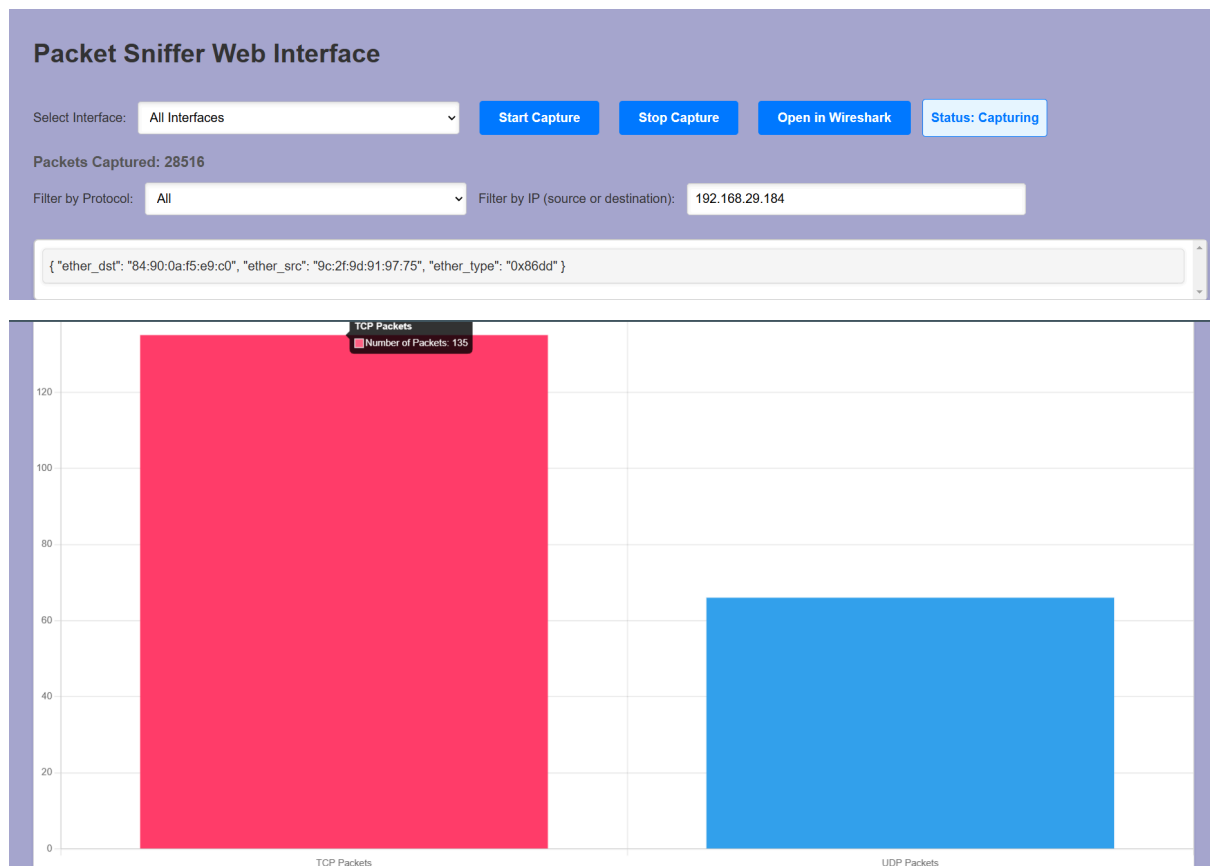 Packet Sniffer Web Interface
Select Interface: All Interfaces Start Capture Stop Capture Open in Wireshark Status: Capturing
Packets Captured: 28516
Filter by Protocol: All Filter by IP (source or destination): 192.168.29.184
{ "ether_dst": "84:90:0a:f5:e9:c0", "ether_src": "9c:2f:9d:91:97:75", "ether_type": "0x86dd" }
TCP Packets
Number of Packets: 135
120
100
80
60
40
20
0
TCP Packets UDP Packets